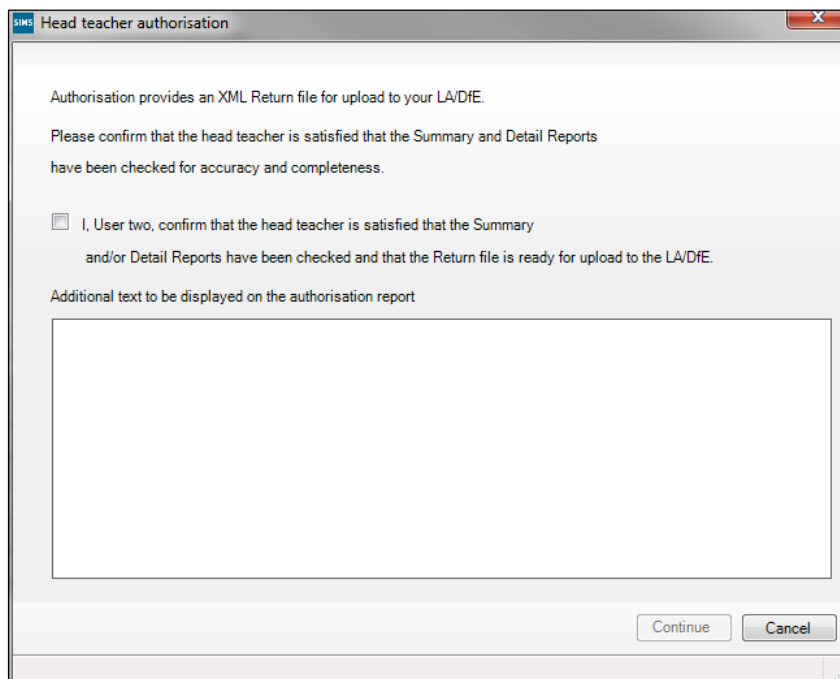 SIMS Head teacher authorisation
Authorisation provides an XML Return file for upload to your LA/DfE.
Please confirm that the head teacher is satisfied that the Summary and Detail Reports
have been checked for accuracy and completeness.
I, User two, confirm that the head teacher is satisfied that the Summary
and/or Detail Reports have been checked and that the Return file is ready for upload to the LA/DfE.
Additional text to be displayed on the authorisation report
Continue Cancel